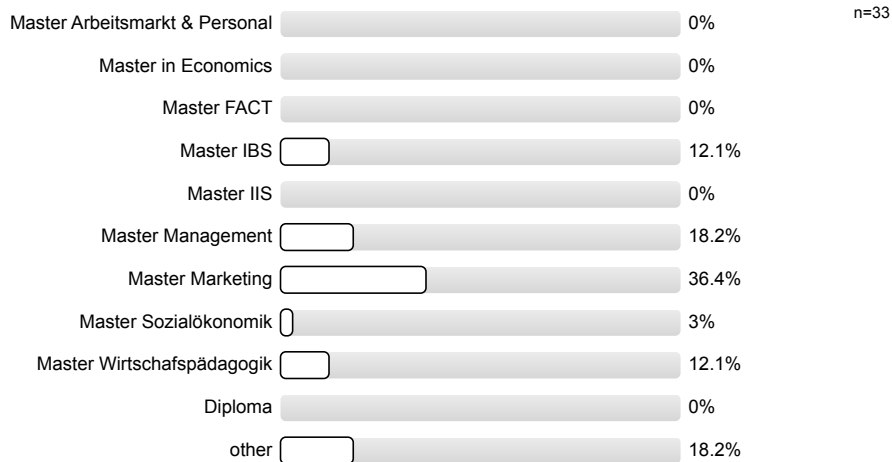 Master Arbeitsmarkt & Personal 0% n=33
Master in Economics 0%
Master FACT 0%
Master IBS 12.1%
Master IIS 0%
Master Management 18.2%
Master Marketing 36.4%
Master Sozialökonomik 3%
Master Wirtschafspädagogik 12.1%
Diploma 0%
other 18.2%